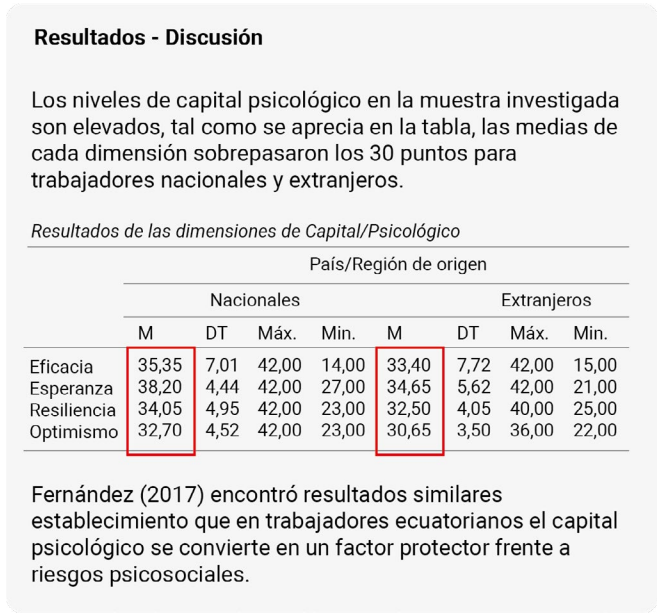 Resultados - Discusión
Los niveles de capital psicológico en la muestra investigada
son elevados, tal como se aprecia en la tabla, las medias de
cada dimensión sobrepasaron los 30 puntos para
trabajadores nacionales y extranjeros.
Resultados de las dimensiones de Capital/Psicológico
País/Región de origen
Nacionales Extranjeros
M DT Máx. Min. M DT Máx. Min.
Eficacia 35,35 7,01 42,00 14,00 33,40 7,72 42,00 15,00
Esperanza 38,20 4,44 42,00 27,00 34,65 5,62 42,00 21,00
Resiliencia 34,05 4,95 42,00 23,00 32,50 4,05 40,00 25,00
Optimismo 32,70 4,52 42,00 23,00 30,65 3,50 36,00 22,00
Fernández (2017) encontró resultados similares
establecimiento que en trabajadores ecuatorianos el capital
psicológico se convierte en un factor protector frente a
riesgos psicosociales.